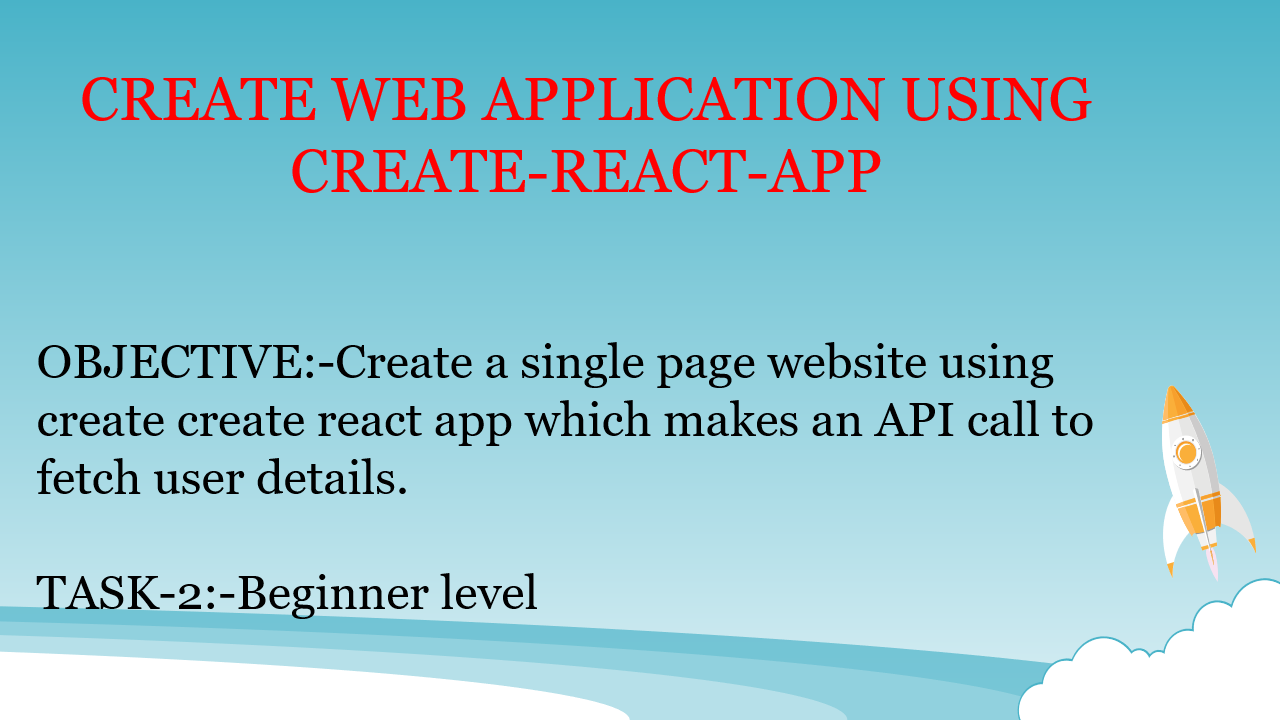 CREATE WEB APPLICATION USING
CREATE-REACT-APP
OBJECTIVE:-Create a single page website using
create create react app which makes an API call to
fetch user details.
TASK-2:-Beginner level